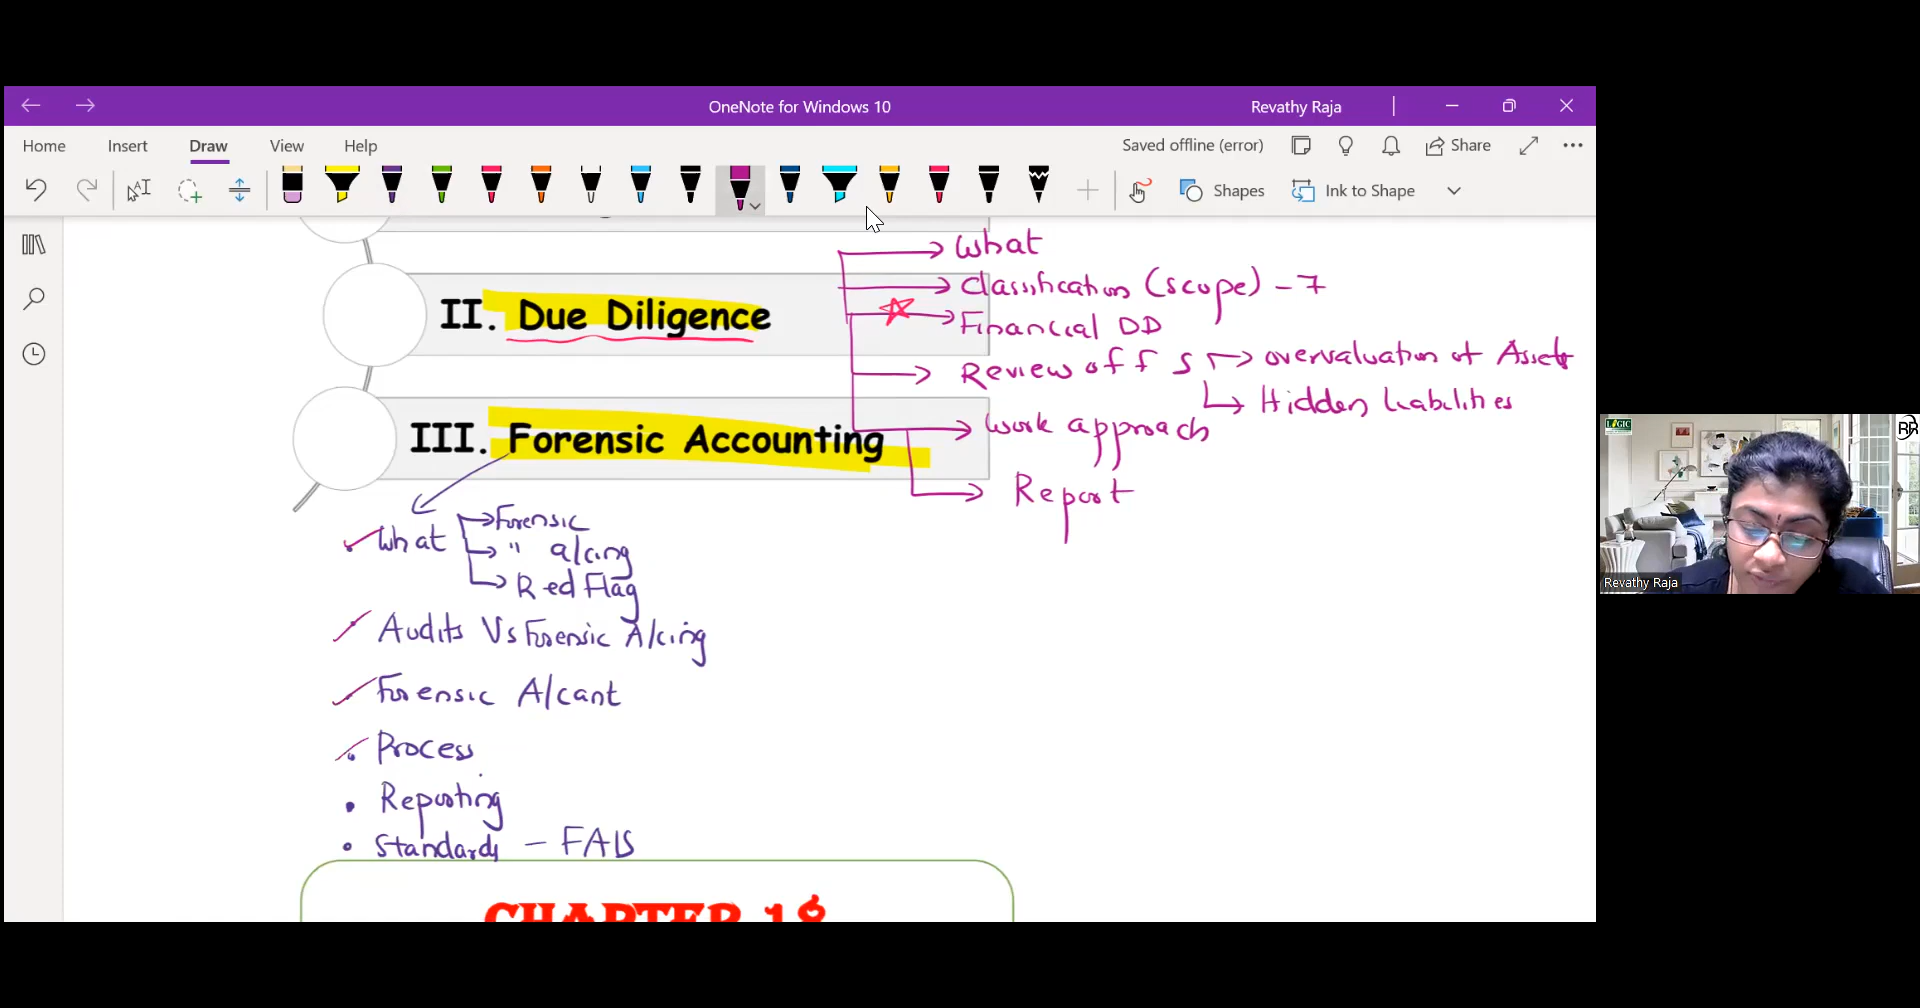 OneNote for Windows 10
Revathy Raja
Home Insert Draw View Help
Saved offline (error)
Share
Shapes
Ink to Shape
What
Classification (scope) - 7
II. Due Diligence
Financial DD
Review of F S
overvaluation of Assets
Hidden Liabilities
III. Forensic Accounting
Work approach
Report
What
Forensic
" a/cing
Red Flag
Audits Vs Forensic A/cing
Forensic A/cant
Process
Reporting
Standards - FAIS
CHAPTER 18
LOGIC
RR
Revathy Raja